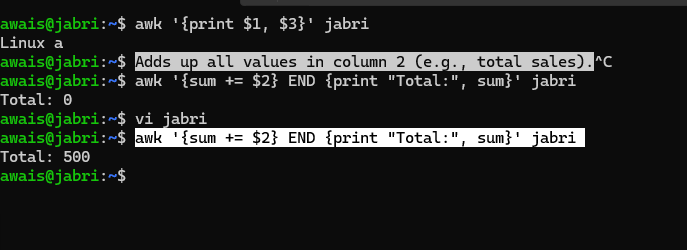 awais@jabri:~$ awk '{print $1, $3}' jabri
Linux a
awais@jabri:~$ Adds up all values in column 2 (e.g., total sales).^C
awais@jabri:~$ awk '{sum += $2} END {print "Total:", sum}' jabri
Total: 0
awais@jabri:~$ vi jabri
awais@jabri:~$ awk '{sum += $2} END {print "Total:", sum}' jabri
Total: 500
awais@jabri:~$